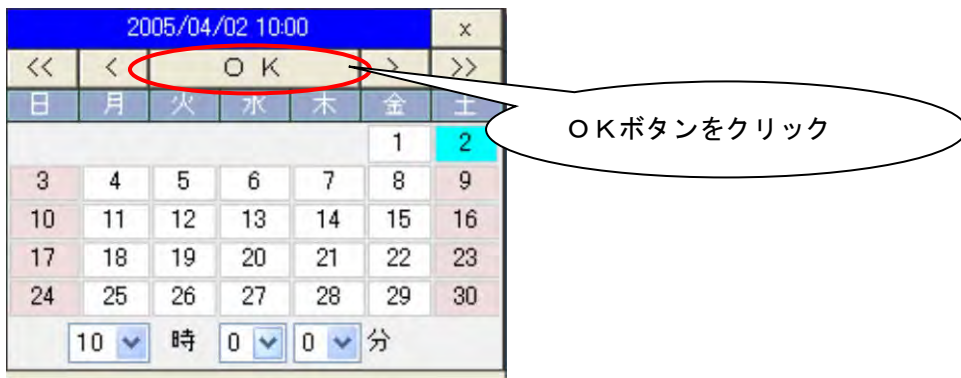 2005/04/02 10:00 x
<< < ＯＫ > >>
日 月 火 水 木 金 土
ＯＫボタンをクリック
1 2
3 4 5 6 7 8 9
10 11 12 13 14 15 16
17 18 19 20 21 22 23
24 25 26 27 28 29 30
10 時 0 0 分